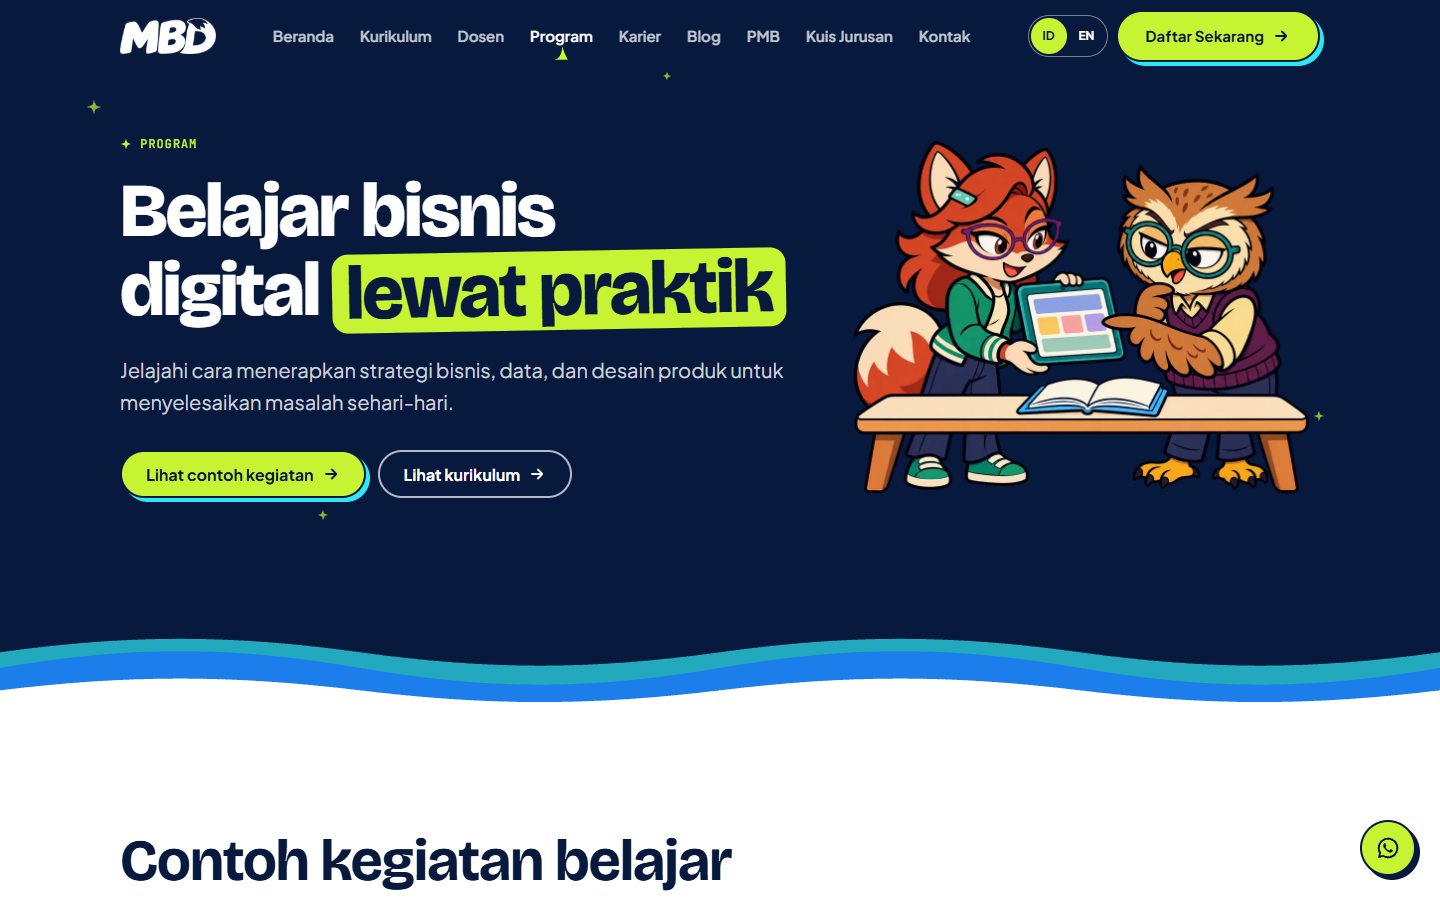 MBD
Beranda Kurikulum Dosen Program Karier Blog PMB Kuis Jurusan Kontak
ID EN
Daftar Sekarang →
PROGRAM
Belajar bisnis
digital lewat praktik
Jelajahi cara menerapkan strategi bisnis, data, dan desain produk untuk
menyelesaikan masalah sehari-hari.
Lihat contoh kegiatan →
Lihat kurikulum →
Contoh kegiatan belajar